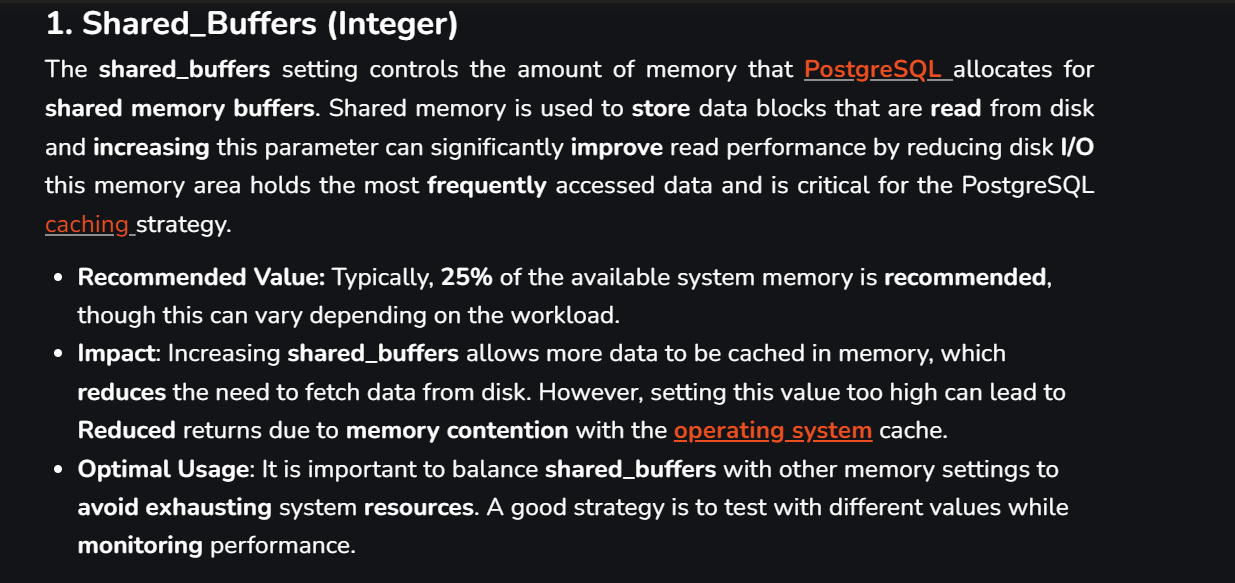 1. Shared_Buffers (Integer)
The shared_buffers setting controls the amount of memory that PostgreSQL allocates for
shared memory buffers. Shared memory is used to store data blocks that are read from disk
and increasing this parameter can significantly improve read performance by reducing disk I/O
this memory area holds the most frequently accessed data and is critical for the PostgreSQL
caching strategy.
• Recommended Value: Typically, 25% of the available system memory is recommended,
though this can vary depending on the workload.
• Impact: Increasing shared_buffers allows more data to be cached in memory, which
reduces the need to fetch data from disk. However, setting this value too high can lead to
Reduced returns due to memory contention with the operating system cache.
• Optimal Usage: It is important to balance shared_buffers with other memory settings to
avoid exhausting system resources. A good strategy is to test with different values while
monitoring performance.